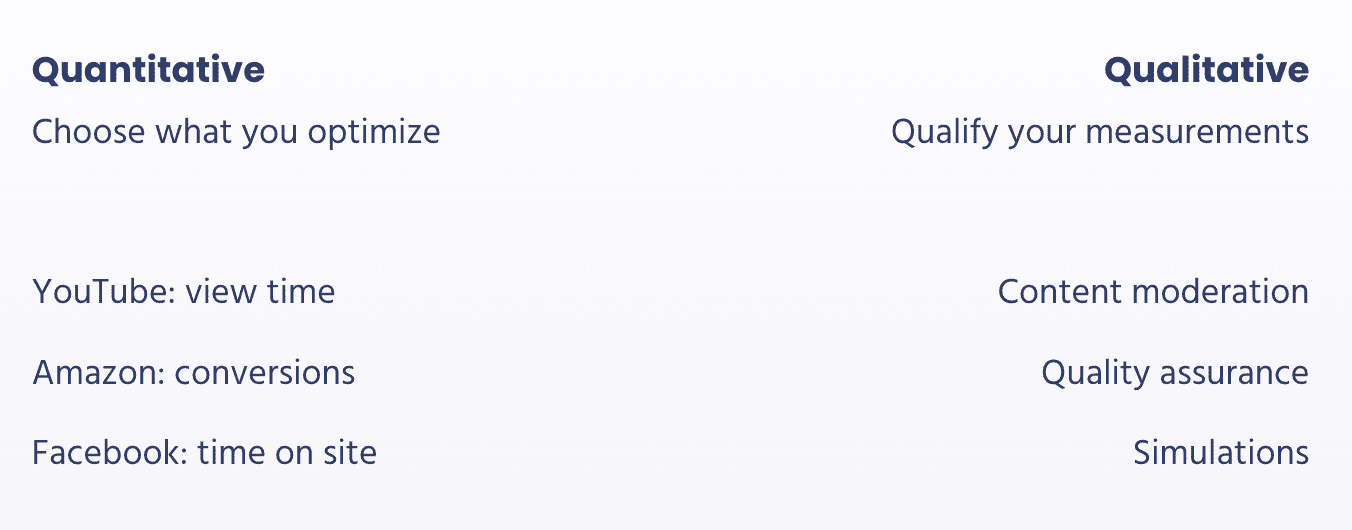 Quantitative
Qualitative
Choose what you optimize
Qualify your measurements
YouTube: view time
Content moderation
Amazon: conversions
Quality assurance
Facebook: time on site
Simulations